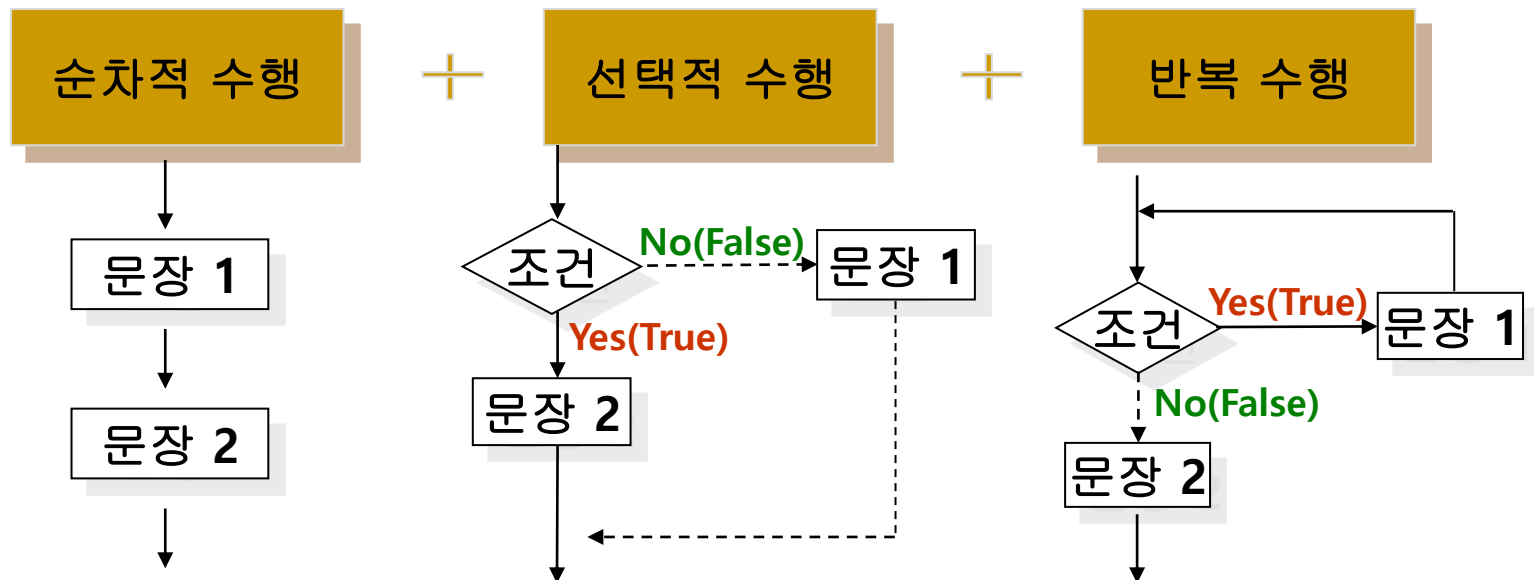 순차적 수행
선택적 수행
반복 수행
문장 1
문장 2
조건
No(False)
문장 1
Yes(True)
문장 2
조건
Yes(True)
문장 1
No(False)
문장 2